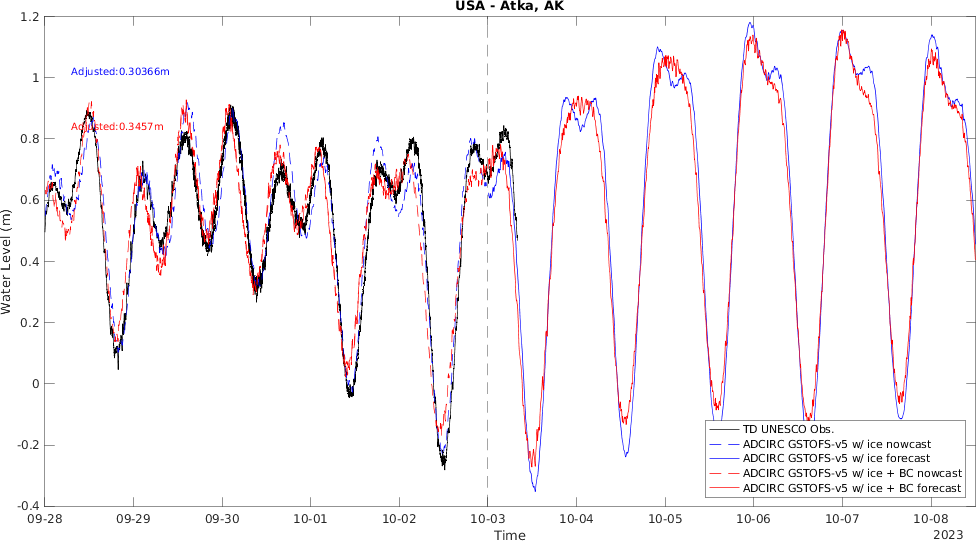 USA - Atka, AK
1.2
1
0.8
0.6
0.4
0.2
0
-0.2
-0.4
Water Level (m)
Adjusted:0.30366m
Adjusted:0.3457m
TD UNESCO Obs.
ADCIRC GSTOFS-v5 w/ ice nowcast
ADCIRC GSTOFS-v5 w/ ice forecast
ADCIRC GSTOFS-v5 w/ ice + BC nowcast
ADCIRC GSTOFS-v5 w/ ice + BC forecast
09-28 09-29 09-30 10-01 10-02 10-03 10-04 10-05 10-06 10-07 10-08
Time
2023